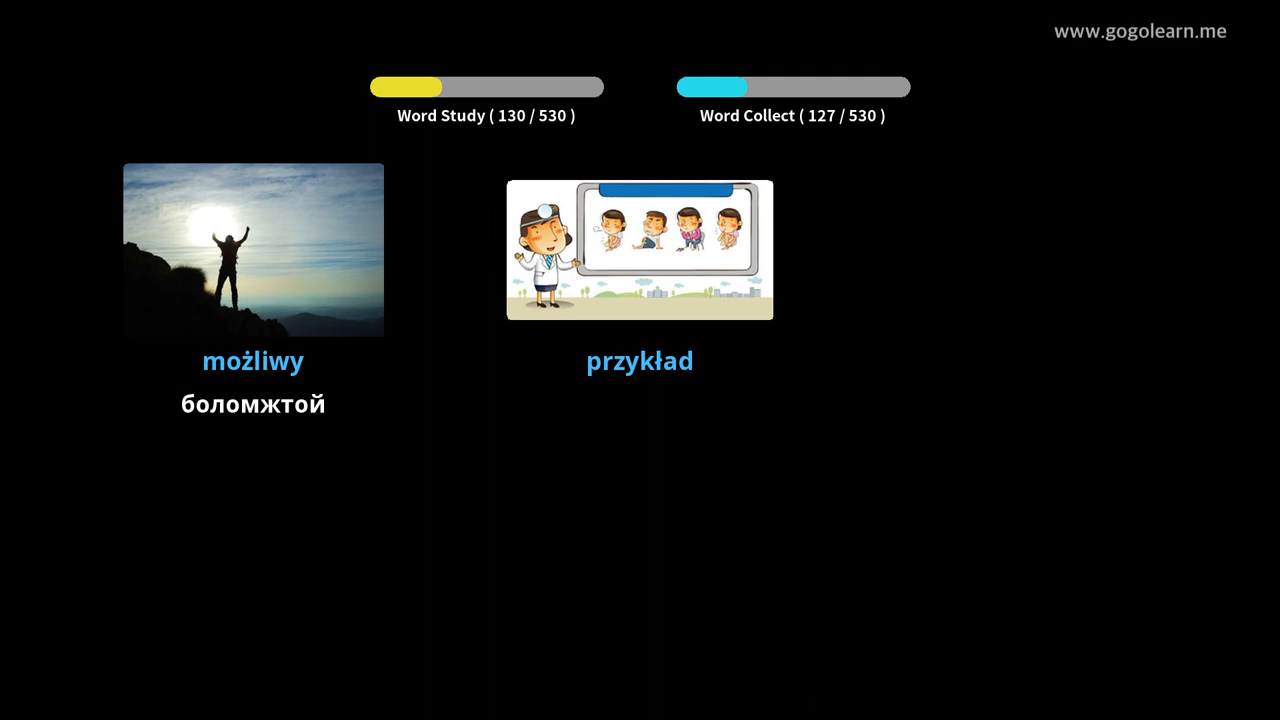 www.gogolearn.me
Word Study ( 130 / 530 )
Word Collect ( 127 / 530 )
możliwy
przykład
боломжтой